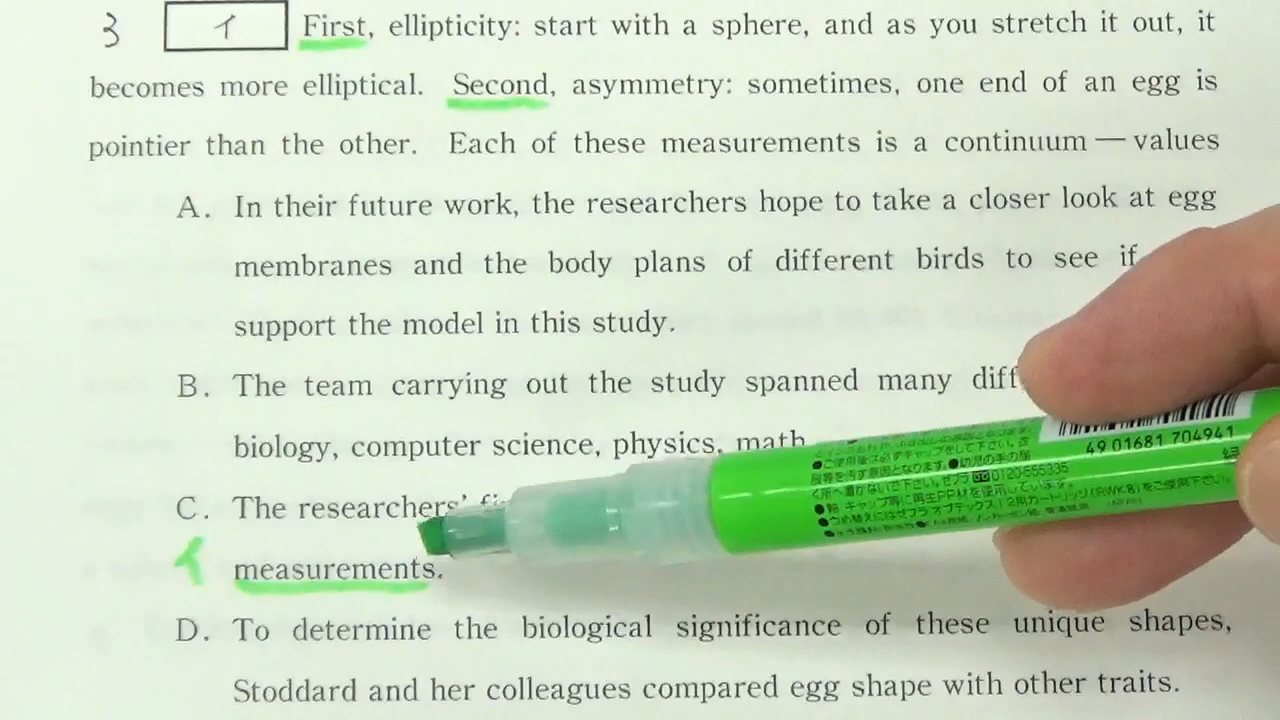 3 イ First, ellipticity: start with a sphere, and as you stretch it out, it
becomes more elliptical. Second, asymmetry: sometimes, one end of an egg is
pointier than the other. Each of these measurements is a continuum — values
A. In their future work, the researchers hope to take a closer look at egg
membranes and the body plans of different birds to see if
support the model in this study.
B. The team carrying out the study spanned many
biology, computer science, physics, math
C. The researchers'
イ measurements.
D. To determine the biological significance of these unique shapes,
Stoddard and her colleagues compared egg shape with other traits.
49 01681 704941